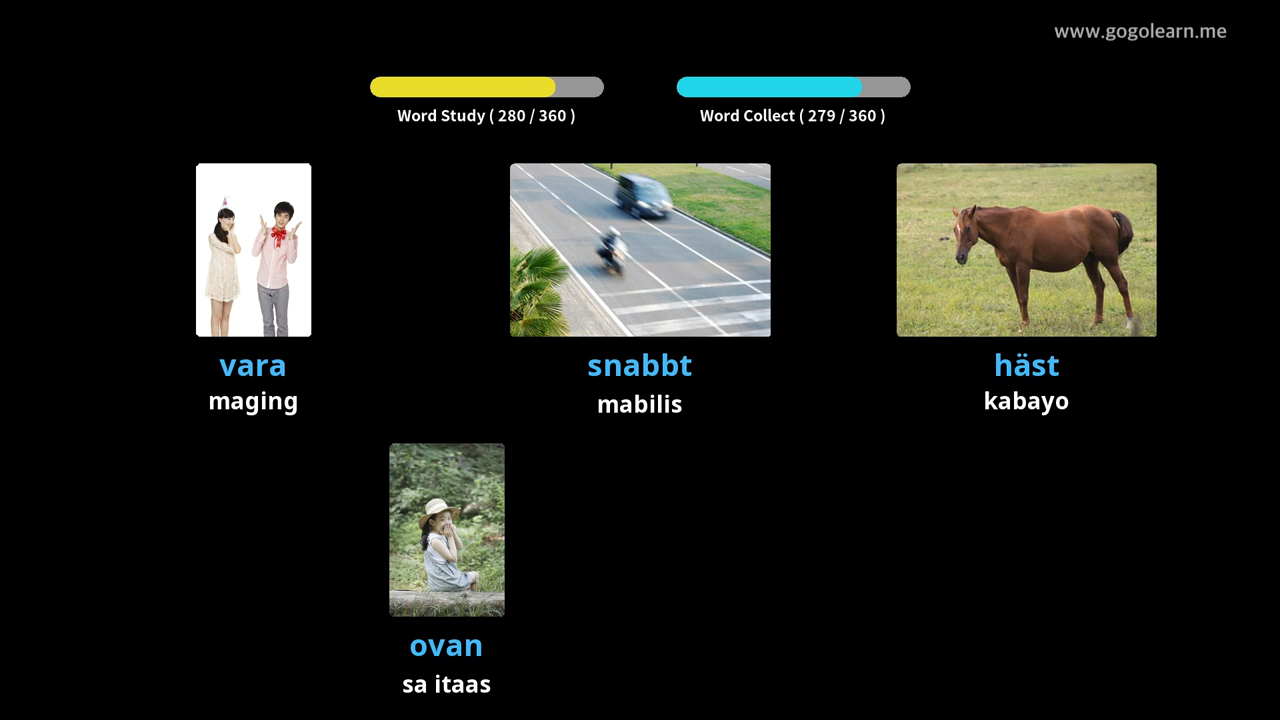 www.gogolearn.me
Word Study ( 280 / 360 )
Word Collect ( 279 / 360 )
vara
maging
snabbt
mabilis
häst
kabayo
ovan
sa itaas